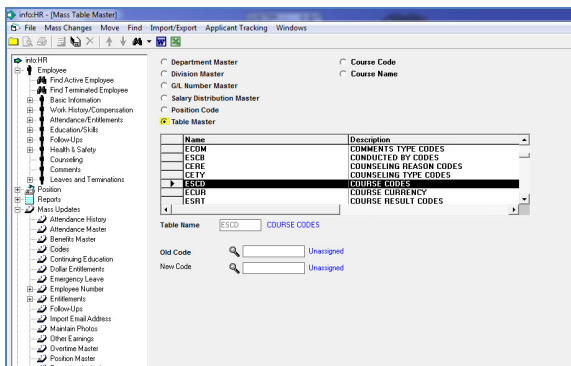 info:HR - [Mass Table Master]
File Mass Changes Move Find Import/Export Applicant Tracking Windows
info:HR
Employee
Find Active Employee
Find Terminated Employee
Basic Information
Work History/Compensation
Attendance/Entitlements
Education/Skills
Follow-Ups
Health & Safety
Counseling
Comments
Leaves and Terminations
Position
Reports
Mass Updates
Attendance History
Attendance Master
Benefits Master
Codes
Continuing Education
Dollar Entitlements
Emergency Leave
Employee Number
Entitlements
Follow-Ups
Import Email Address
Maintain Photos
Other Earnings
Overtime Master
Position Master
Department Master Course Code
Division Master Course Name
G/L Number Master
Salary Distribution Master
Position Code
Table Master
Name Description
ECOM COMMENTS TYPE CODES
ESCB CONDUCTED BY CODES
CERE COUNSELING REASON CODES
CETY COUNSELING TYPE CODES
ESCD COURSE CODES
ECUR COURSE CURRENCY
ESRT COURSE RESULT CODES
Table Name ESCD COURSE CODES
Old Code Unassigned
New Code Unassigned